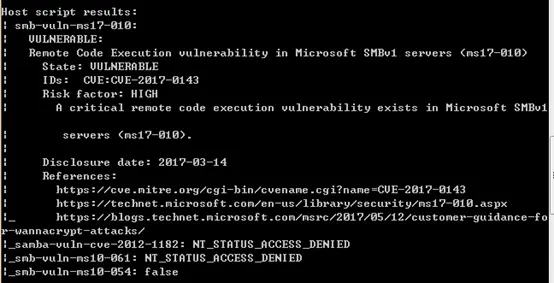 Host script results:
| smb-vuln-ms17-010:
|   VULNERABLE:
|   Remote Code Execution vulnerability in Microsoft SMBv1 servers (ms17-010)
|     State: VULNERABLE
|     IDs:  CVE:CVE-2017-0143
|     Risk factor: HIGH
|       A critical remote code execution vulnerability exists in Microsoft SMBv1
|        servers (ms17-010).
|
|     Disclosure date: 2017-03-14
|     References:
|       https://cve.mitre.org/cgi-bin/cvename.cgi?name=CVE-2017-0143
|       https://technet.microsoft.com/en-us/library/security/ms17-010.aspx
|_      https://blogs.technet.microsoft.com/msrc/2017/05/12/customer-guidance-fo
r-wannacrypt-attacks/
|_samba-vuln-cve-2012-1182: NT_STATUS_ACCESS_DENIED
|_smb-vuln-ms10-061: NT_STATUS_ACCESS_DENIED
|_smb-vuln-ms10-054: false